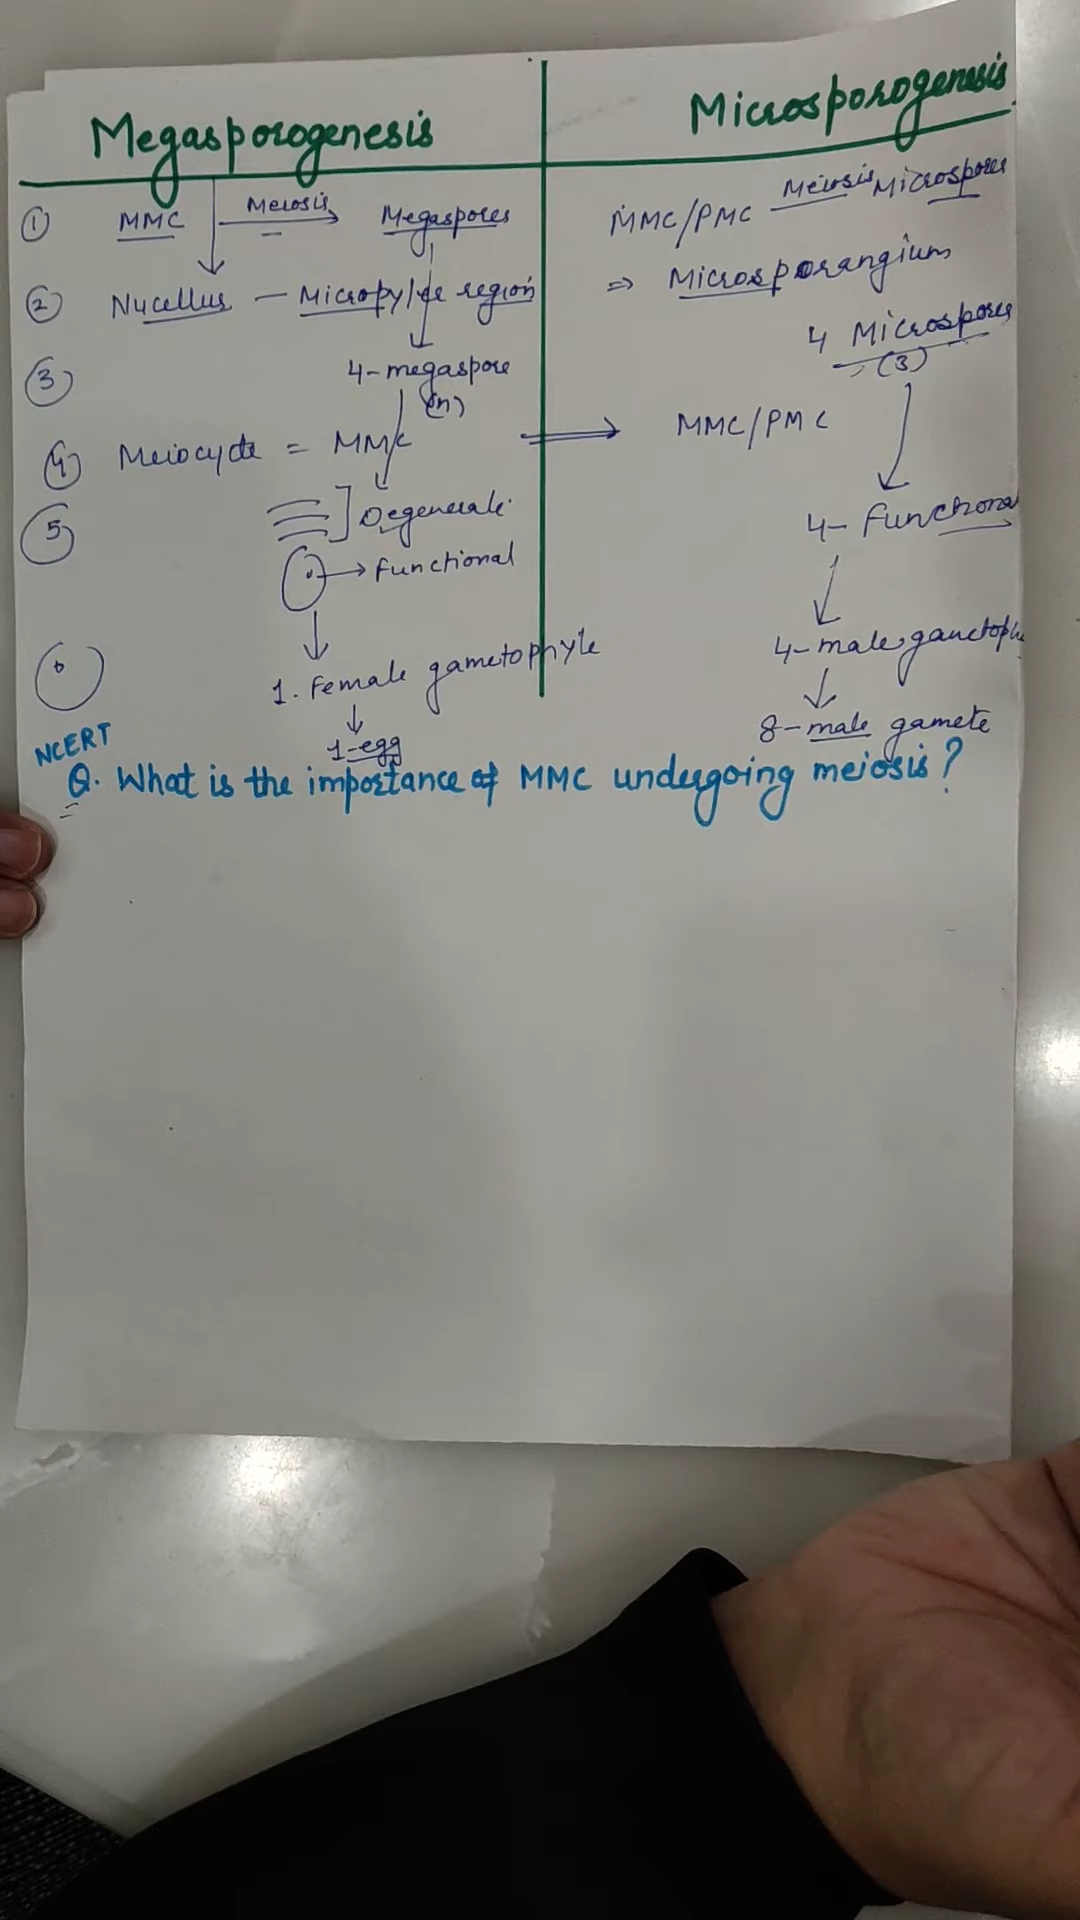 Megasporogenesis Microsporogenesis
① MMC Meiosis Megaspores MMC/PMC Meiosis Microspores
② Nucellus – Micropyle region ⇒ Microsporangium
③ 4-megaspore 4 Microspores
(n) (3)
④ Meiocyte = MMC MMC/PMC
⑤ Degenerate 4- Functional
Functional
⑥ 1. Female gametophyte 4- male
1-egg 8-male gamete
NCERT
Q. What is the importance of MMC undergoing meiosis?